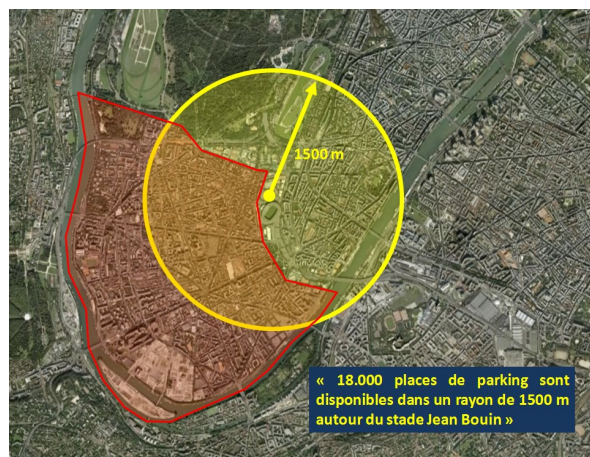 1500 m
« 18.000 places de parking sont
disponibles dans un rayon de 1500 m
autour du stade Jean Bouin »